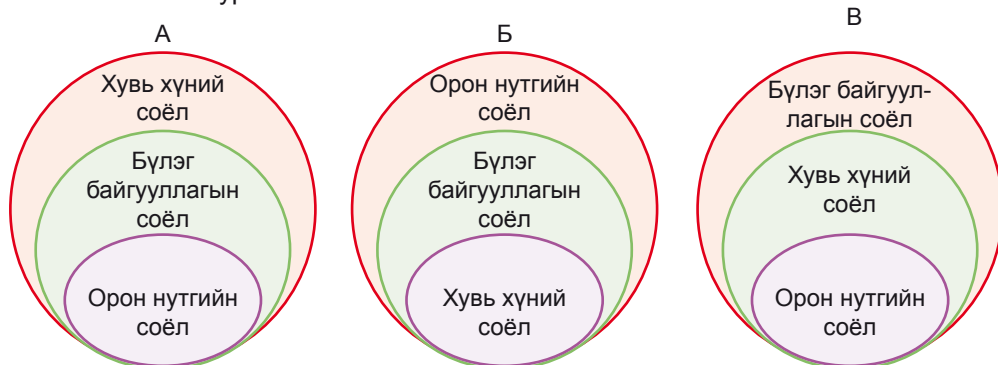 А
Хувь хүний
соёл
Бүлэг
байгууллагын
соёл
Орон нутгийн
соёл
Б
Орон нутгийн
соёл
Бүлэг
байгууллагын
соёл
Хувь хүний
соёл
В
Бүлэг байгуул-
лагын соёл
Хувь хүний
соёл
Орон нутгийн
соёл